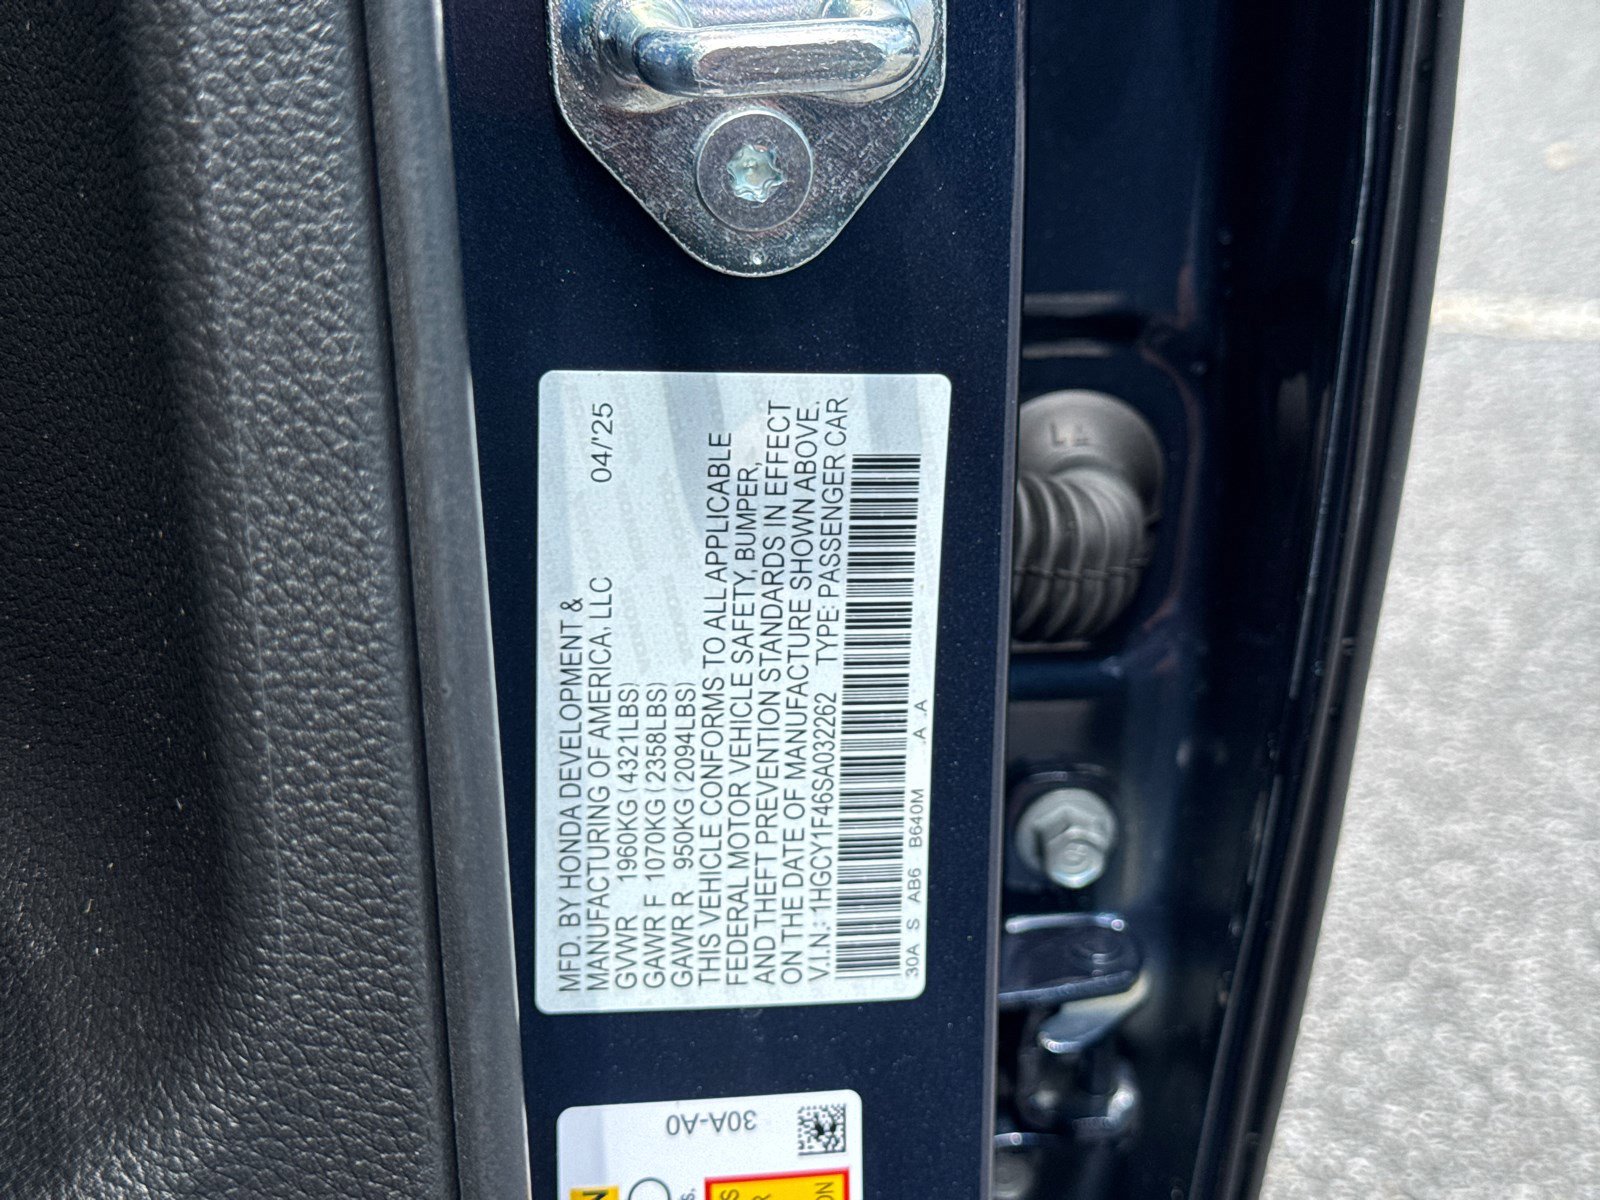 MFD. BY HONDA DEVELOPMENT &
MANUFACTURING OF AMERICA, LLC 04/'25
GVWR 1960KG (4321LBS)
GAWR F 1070KG (2358LBS)
GAWR R 950KG (2094LBS)
THIS VEHICLE CONFORMS TO ALL APPLICABLE
FEDERAL MOTOR VEHICLE SAFETY, BUMPER,
AND THEFT PREVENTION STANDARDS IN EFFECT
ON THE DATE OF MANUFACTURE SHOWN ABOVE.
V.I.N.: 1HGCY1F46SA032262 TYPE: PASSENGER CAR
30A S AB6 B640M A A
30A-A0
LA